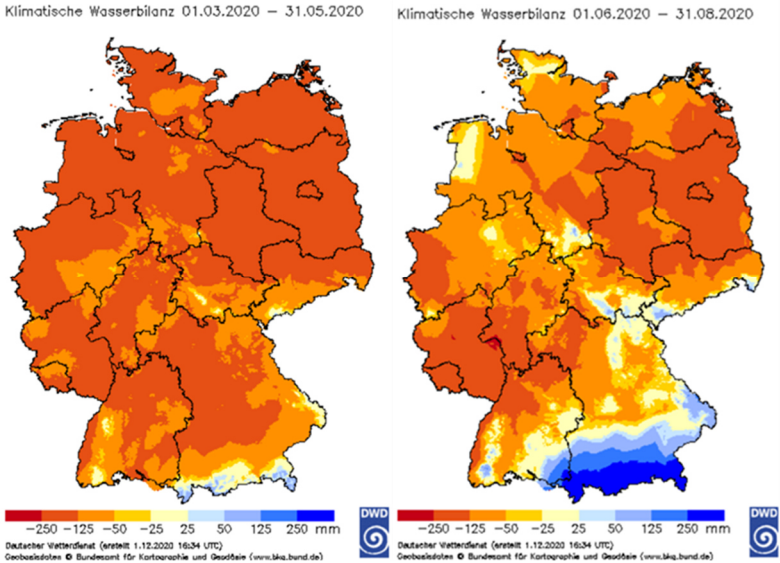 Klimatische Wasserbilanz 01.03.2020 – 31.05.2020
Klimatische Wasserbilanz 01.06.2020 – 31.08.2020
−250 −125 −50 −25 25 50 125 250 mm
DWD
Deutscher Wetterdienst (erstellt 1.12.2020 16:34 UTC)
Geobasisdaten © Bundesamt für Kartographie und Geodäsie (www.bkg.bund.de)
−250 −125 −50 −25 25 50 125 250 mm
DWD
Deutscher Wetterdienst (erstellt 1.12.2020 16:34 UTC)
Geobasisdaten © Bundesamt für Kartographie und Geodäsie (www.bkg.bund.de)